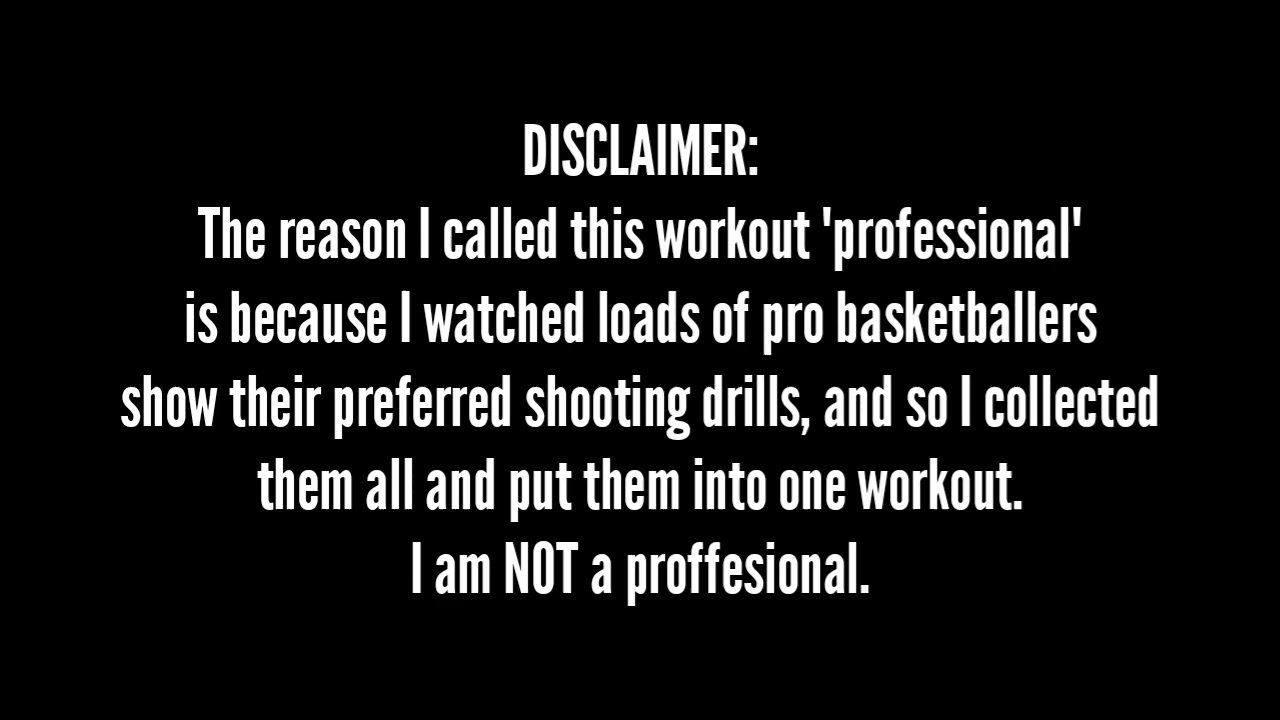 DISCLAIMER:
The reason I called this workout 'professional'
is because I watched loads of pro basketballers
show their preferred shooting drills, and so I collected
them all and put them into one workout.
I am NOT a proffesional.